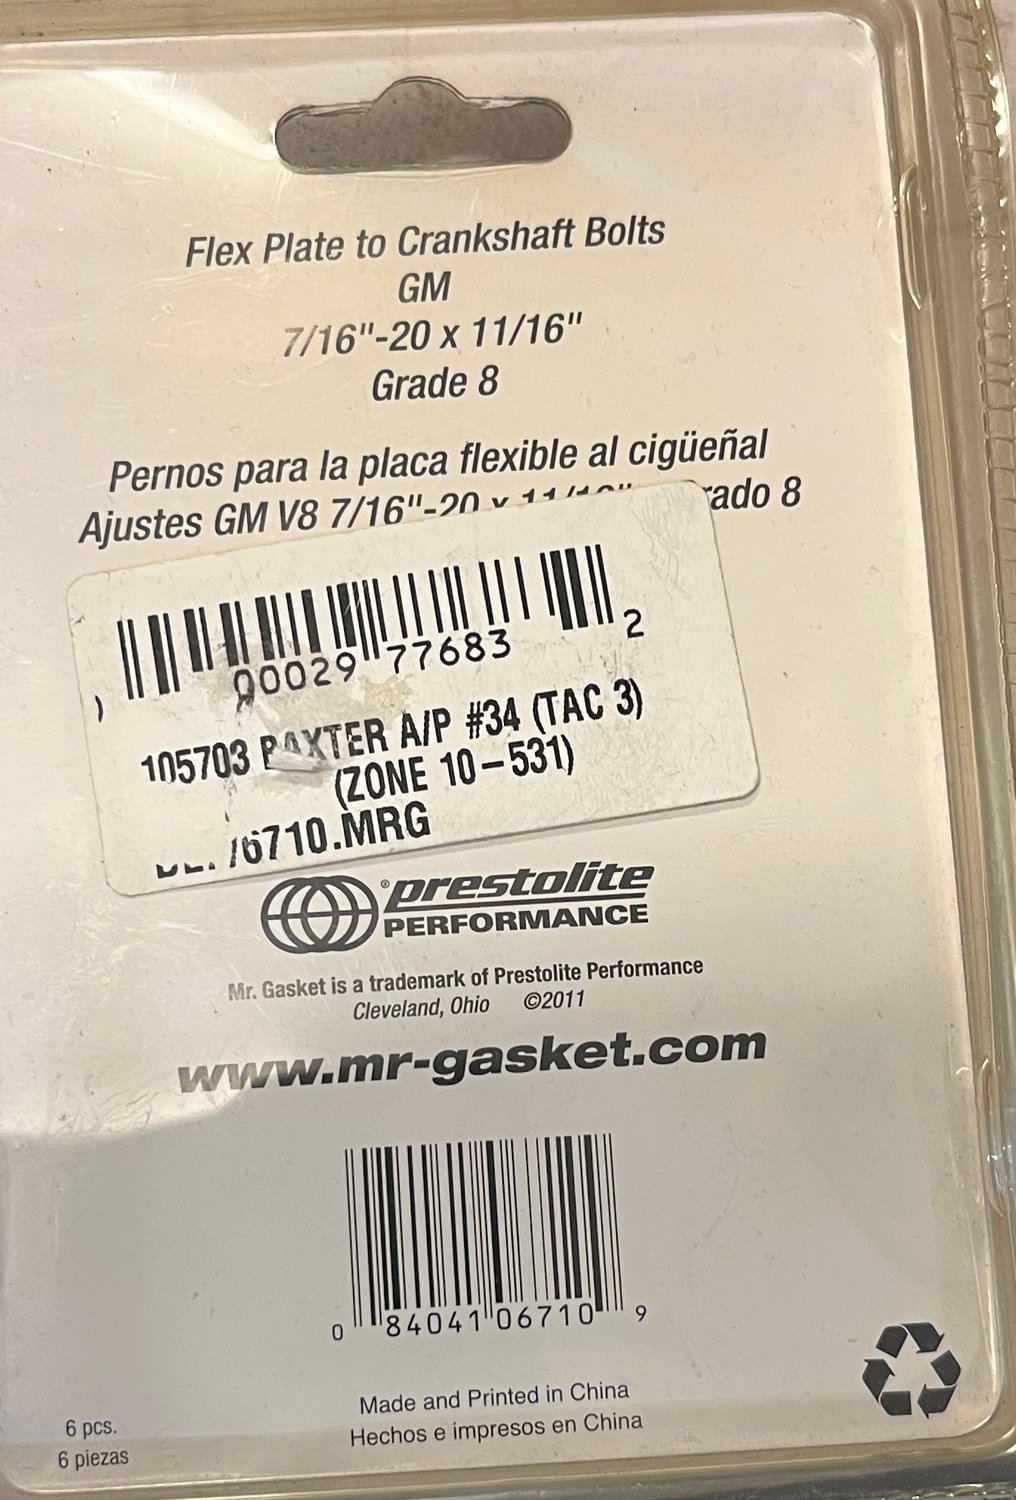 Flex Plate to Crankshaft Bolts
GM
7/16"-20 x 11/16"
Grade 8
Pernos para la placa flexible al cigüeñal
Ajustes GM V8 7/16"-20 x 11/16" rado 8
00029 77683 2
105703 BAXTER A/P #34 (TAC 3)
(ZONE 10-531)
6710.MRG
® prestolite
PERFORMANCE
Mr. Gasket is a trademark of Prestolite Performance
Cleveland, Ohio ©2011
www.mr-gasket.com
0 84041 06710 9
Made and Printed in China
Hechos e impresos en China
6 pcs.
6 piezas